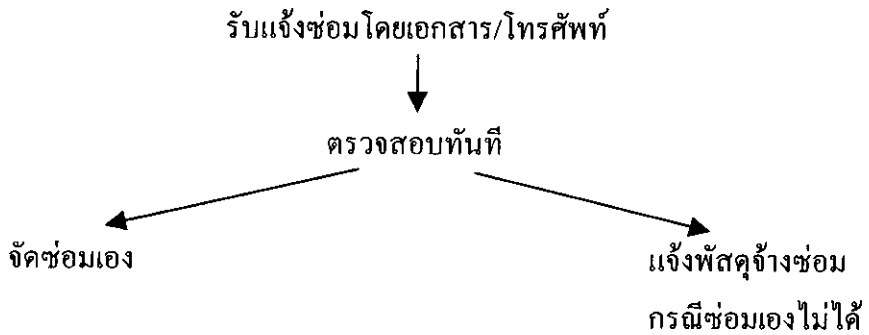 รับแจ้งซ่อมโดยเอกสาร/โทรศัพท์
ตรวจสอบทันที
จัดซ่อมเอง
แจ้งพัสดุจ้างซ่อม
กรณีซ่อมเองไม่ได้